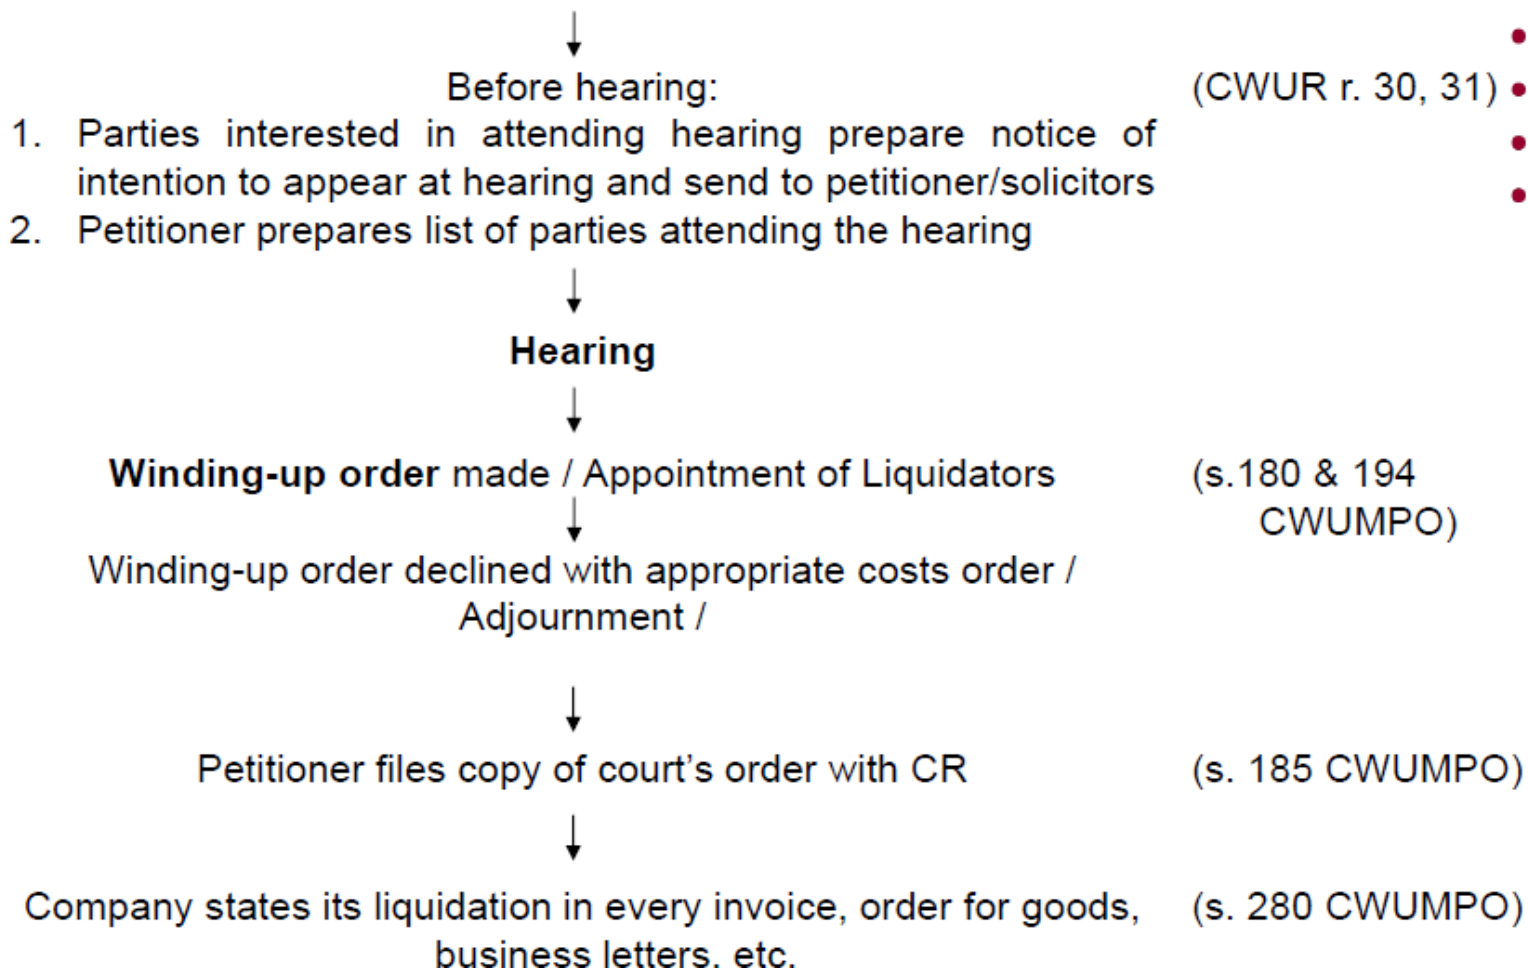 Before hearing: (CWUR r. 30, 31)
1. Parties interested in attending hearing prepare notice of
intention to appear at hearing and send to petitioner/solicitors
2. Petitioner prepares list of parties attending the hearing
Hearing
Winding-up order made / Appointment of Liquidators (s.180 & 194
CWUMPO)
Winding-up order declined with appropriate costs order /
Adjournment /
Petitioner files copy of court's order with CR (s. 185 CWUMPO)
Company states its liquidation in every invoice, order for goods, (s. 280 CWUMPO)
business letters, etc.